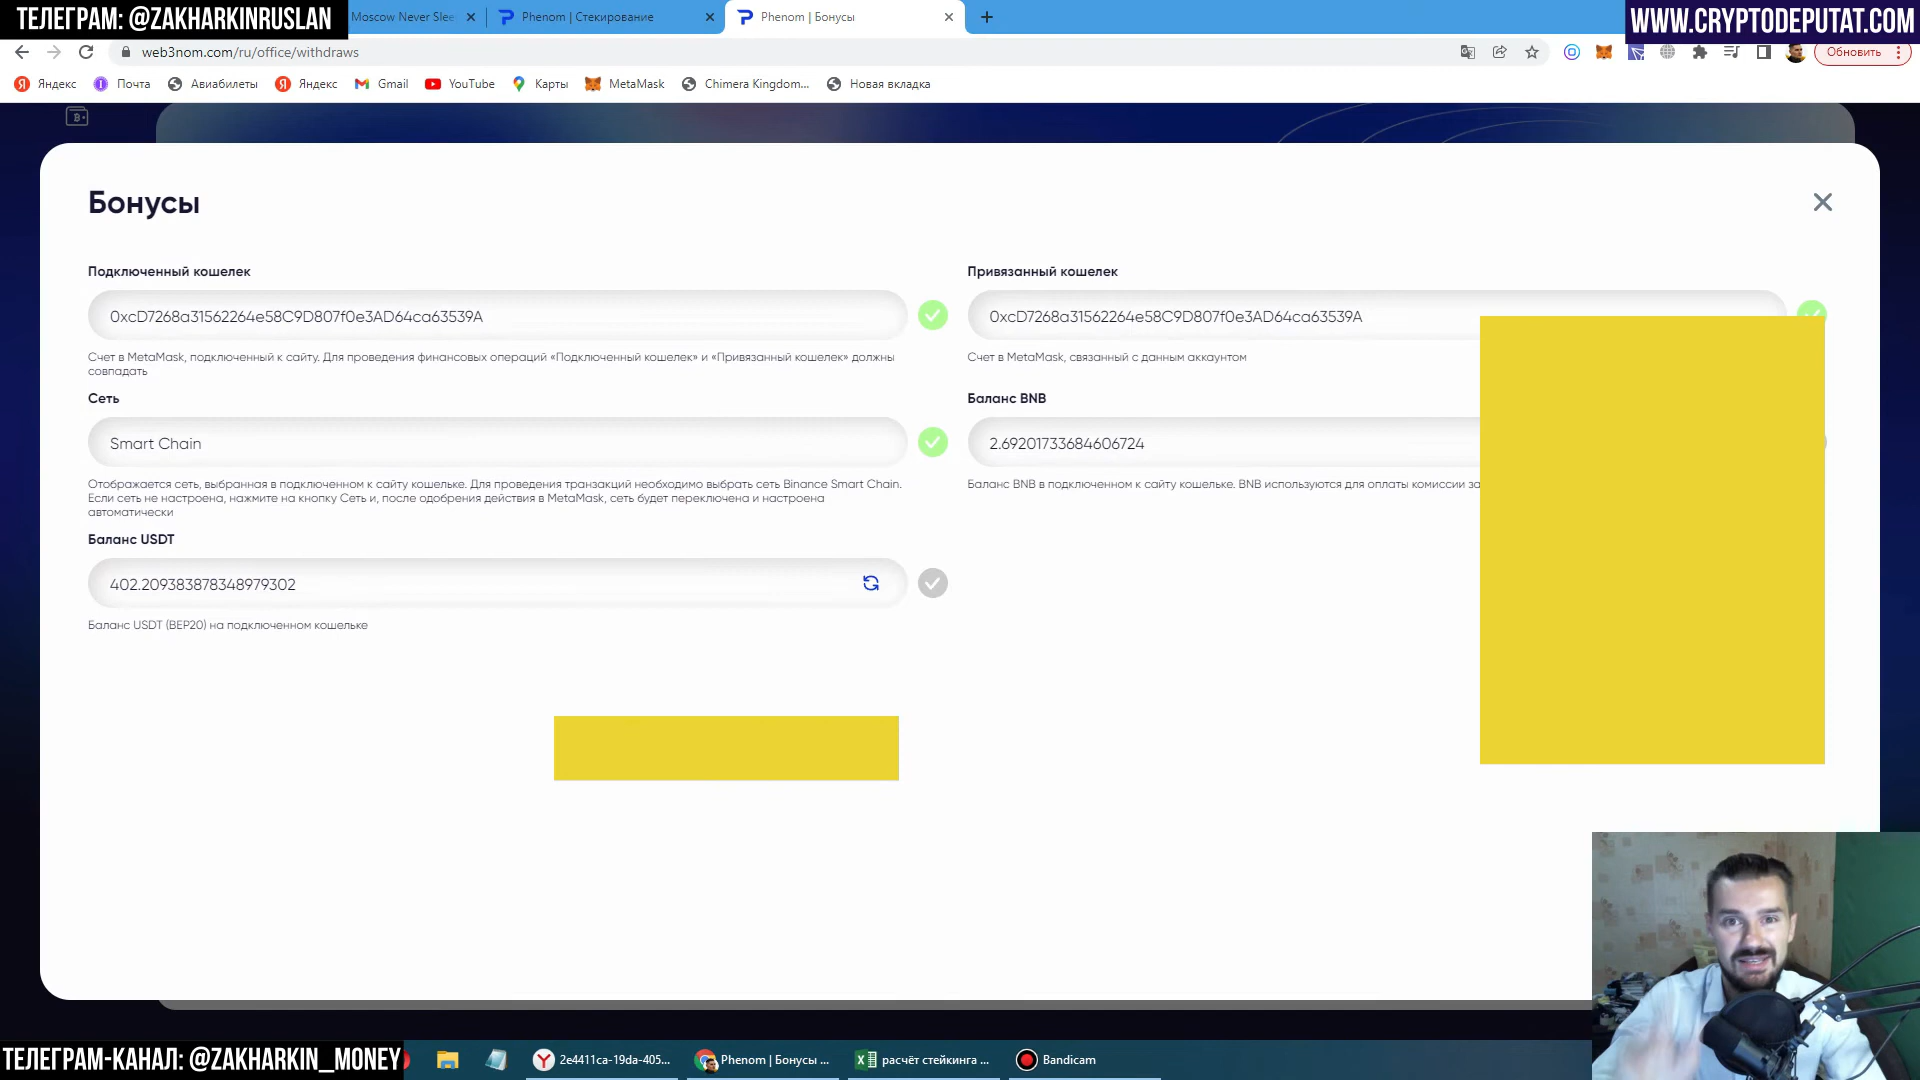 ТЕЛЕГРАМ: @ZAKHARKINRUSLAN
Moscow Never Slee
Phenom | Стекирование
Phenom | Бонусы
WWW.CRYPTODEPUTAT.COM
web3nom.com/ru/office/withdraws
Обновить
Яндекс
Почта
Авиабилеты
Яндекс
Gmail
YouTube
Карты
MetaMask
Chimera Kingdom...
Новая вкладка
Бонусы
Подключенный кошелек
0xcD7268a31562264e58C9D807f0e3AD64ca63539A
Счет в MetaMask, подключенный к сайту. Для проведения финансовых операций «Подключенный кошелек» и «Привязанный кошелек» должны
совпадать
Привязанный кошелек
0xcD7268a31562264e58C9D807f0e3AD64ca63539A
Счет в MetaMask, связанный с данным аккаунтом
Сеть
Smart Chain
Отображается сеть, выбранная в подключенном к сайту кошельке. Для проведения транзакций необходимо выбрать сеть Binance Smart Chain.
Если сеть не настроена, нажмите на кнопку Сеть и, после одобрения действия в MetaMask, сеть будет переключена и настроена
автоматически
Баланс BNB
2.69201733684606724
Баланс BNB в подключенном к сайту кошельке. BNB используются для оплаты комиссии за
Баланс USDT
402.209383878348979302
Баланс USDT (BEP20) на подключенном кошельке
ТЕЛЕГРАМ-КАНАЛ: @ZAKHARKIN_MONEY
2e4411ca-19da-405...
Phenom | Бонусы ...
расчёт стейкинга ...
Bandicam